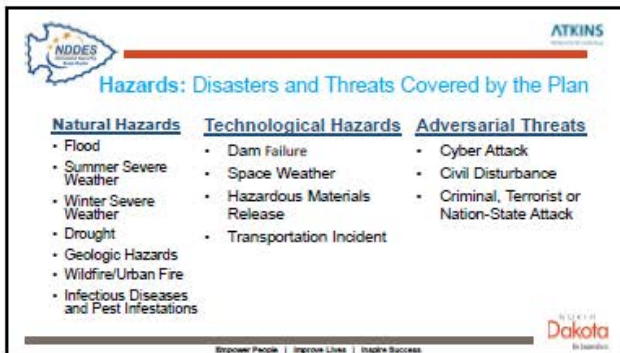 NDDES
ATKINS
Hazards: Disasters and Threats Covered by the Plan
Natural Hazards
• Flood
• Summer Severe
Weather
• Winter Severe
Weather
• Drought
• Geologic Hazards
• Wildfire/Urban Fire
• Infectious Diseases
and Pest Infestations
Technological Hazards
• Dam Failure
• Space Weather
• Hazardous Materials
Release
• Transportation Incident
Adversarial Threats
• Cyber Attack
• Civil Disturbance
• Criminal, Terrorist or
Nation-State Attack
Dakota
Empower People | Improve Lives | Inspire Success